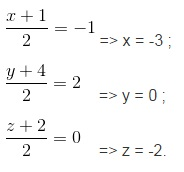 (x + 1)/2 = −1 => x = -3 ;
(y + 4)/2 = 2 => y = 0 ;
(z + 2)/2 = 0 => z = -2.